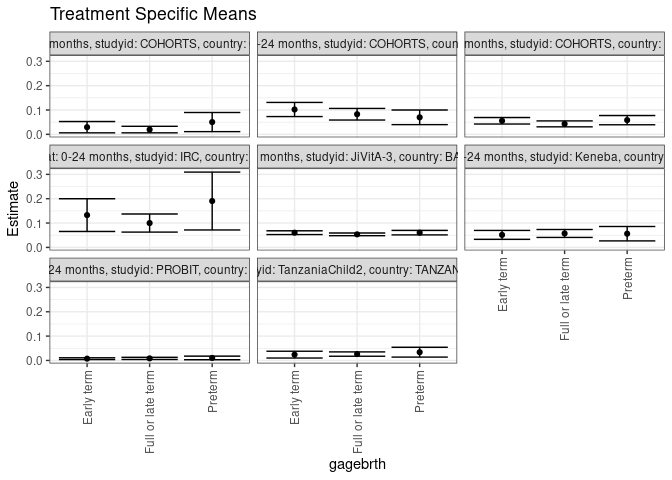 Treatment Specific Means
months, studyid: COHORTS, country:
-24 months, studyid: COHORTS, coun
months, studyid: COHORTS, country:
0.3
0.2
0.1
0.0
at: 0-24 months, studyid: IRC, country:
months, studyid: JiVitA-3, country: BA
-24 months, studyid: Keneba, country
0.3
0.2
0.1
0.0
Estimate
24 months, studyid: PROBIT, country:
yid: TanzaniaChild2, country: TANZAN
0.3
0.2
0.1
0.0
Early term
Full or late term
Preterm
Early term
Full or late term
Preterm
Early term
Full or late term
Preterm
gagebrth